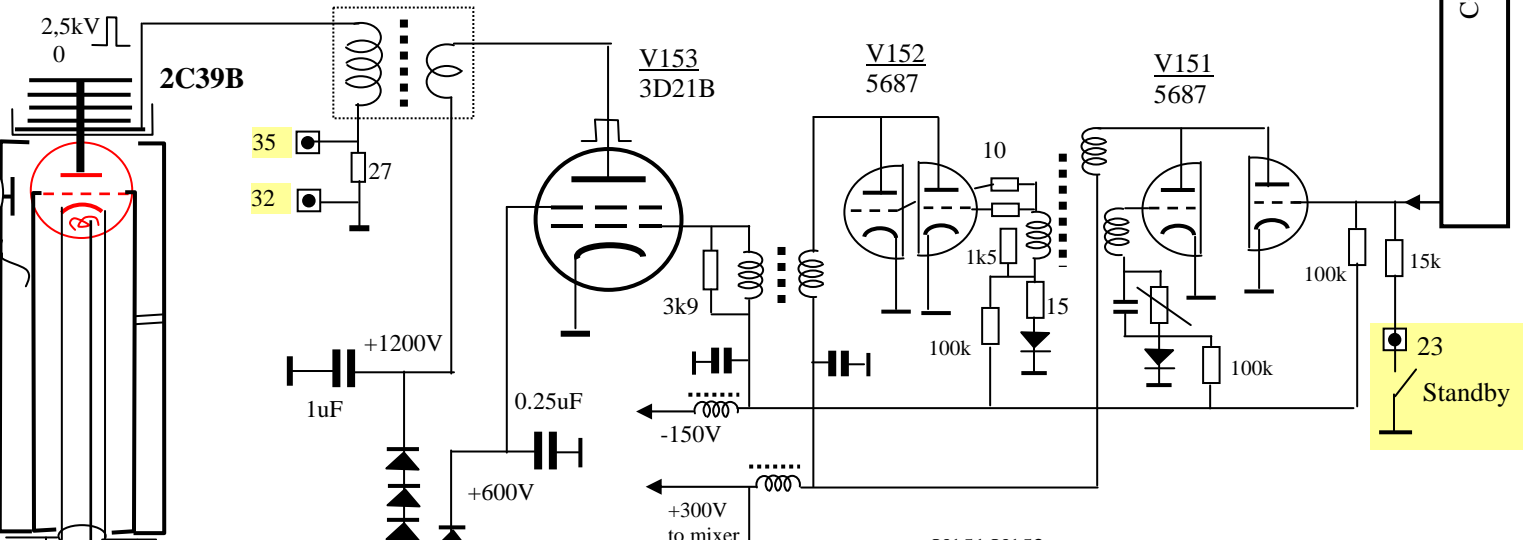 2,5kV
0
2C39B
35
27
32
V153
3D21B
V152
5687
V151
5687
C
10
1k5
15
100k
3k9
100k
15k
100k
23
Standby
+1200V
1uF
0.25uF
+600V
-150V
+300V
to mixer